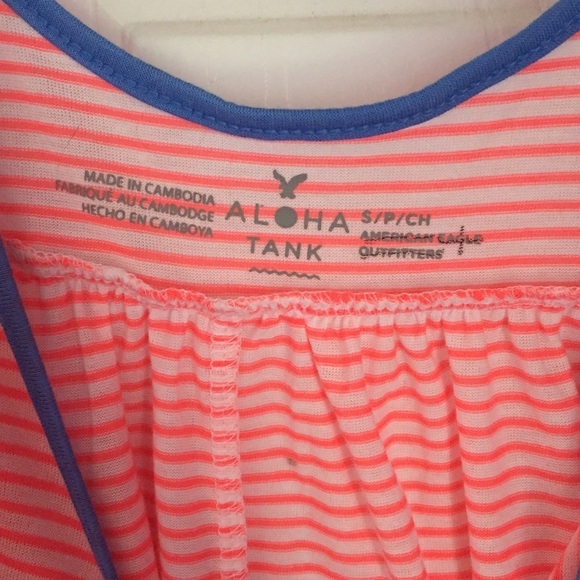 MADE IN CAMBODIA
FABRIQUÉ AU CAMBODGE
HECHO EN CAMBOYA
ALOHA
TANK
S/P/CH
AMERICAN EAGLE
OUTFITTERS